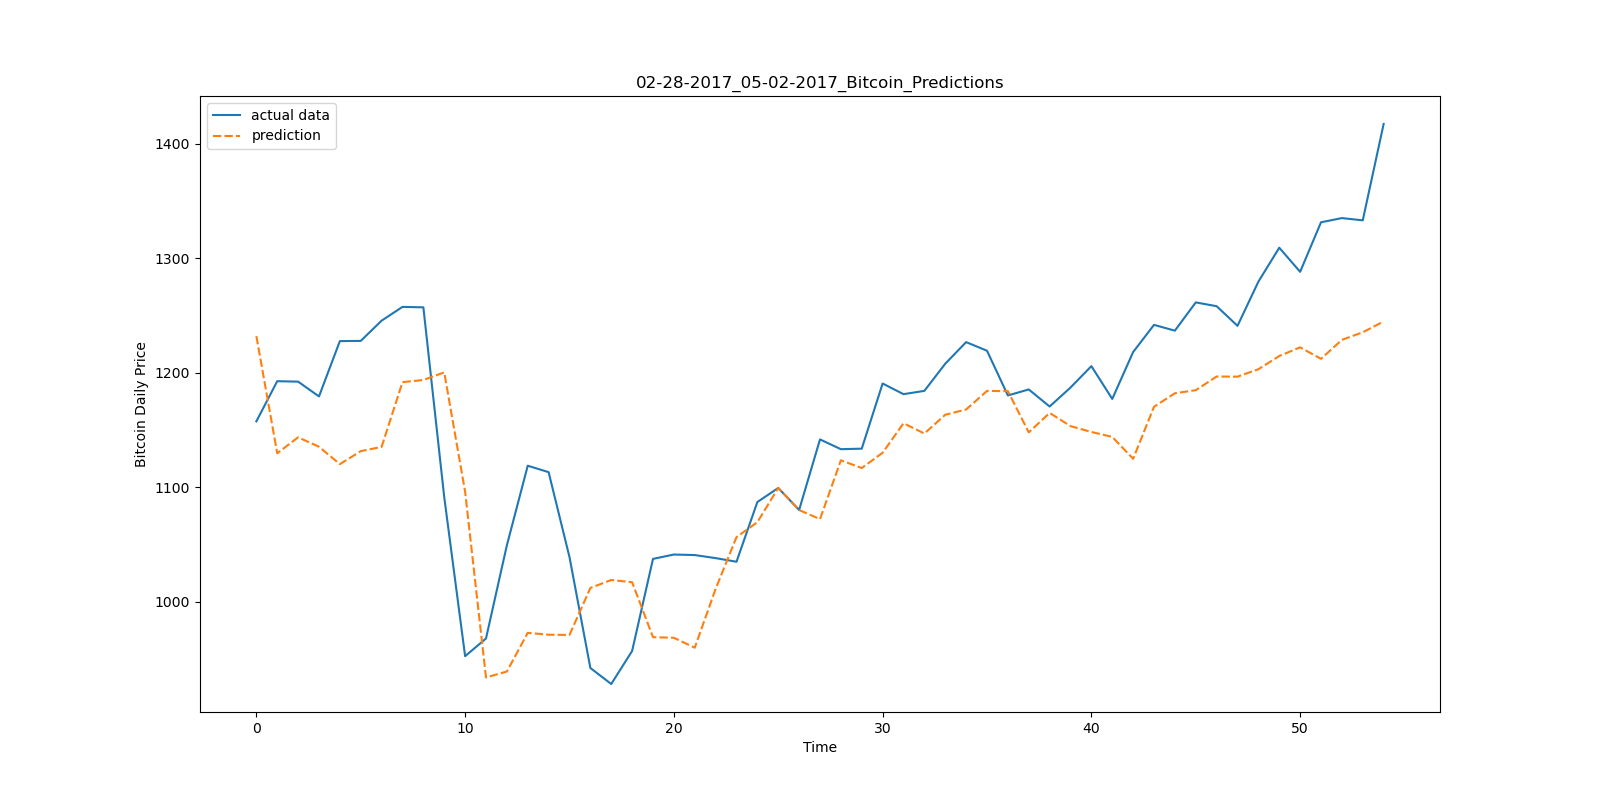 02-28-2017_05-02-2017_Bitcoin_Predictions
actual data
prediction
Bitcoin Daily Price
1400
1300
1200
1100
1000
0 10 20 30 40 50
Time